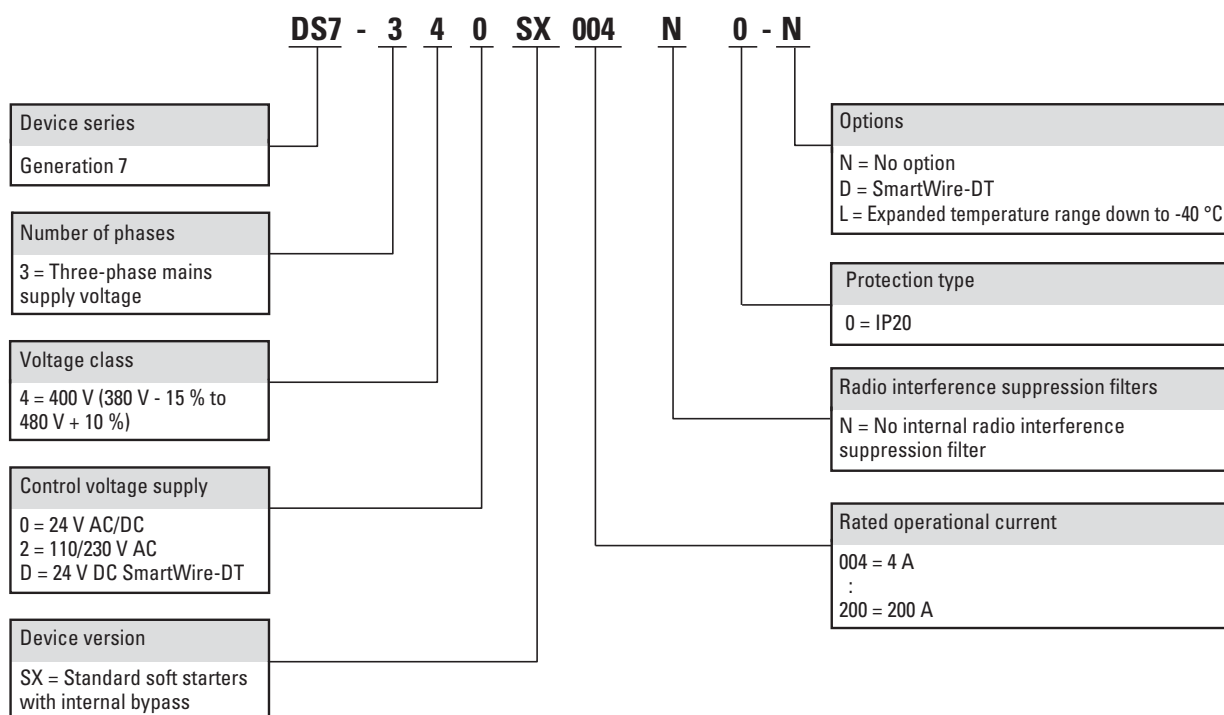 DS7 - 3 4 0 SX 004 N 0 - N
Device series
Generation 7
Number of phases
3 = Three-phase mains
supply voltage
Voltage class
4 = 400 V (380 V - 15 % to
480 V + 10 %)
Control voltage supply
0 = 24 V AC/DC
2 = 110/230 V AC
D = 24 V DC SmartWire-DT
Device version
SX = Standard soft starters
with internal bypass
Options
N = No option
D = SmartWire-DT
L = Expanded temperature range down to -40 °C
Protection type
0 = IP20
Radio interference suppression filters
N = No internal radio interference
suppression filter
Rated operational current
004 = 4 A
:
200 = 200 A